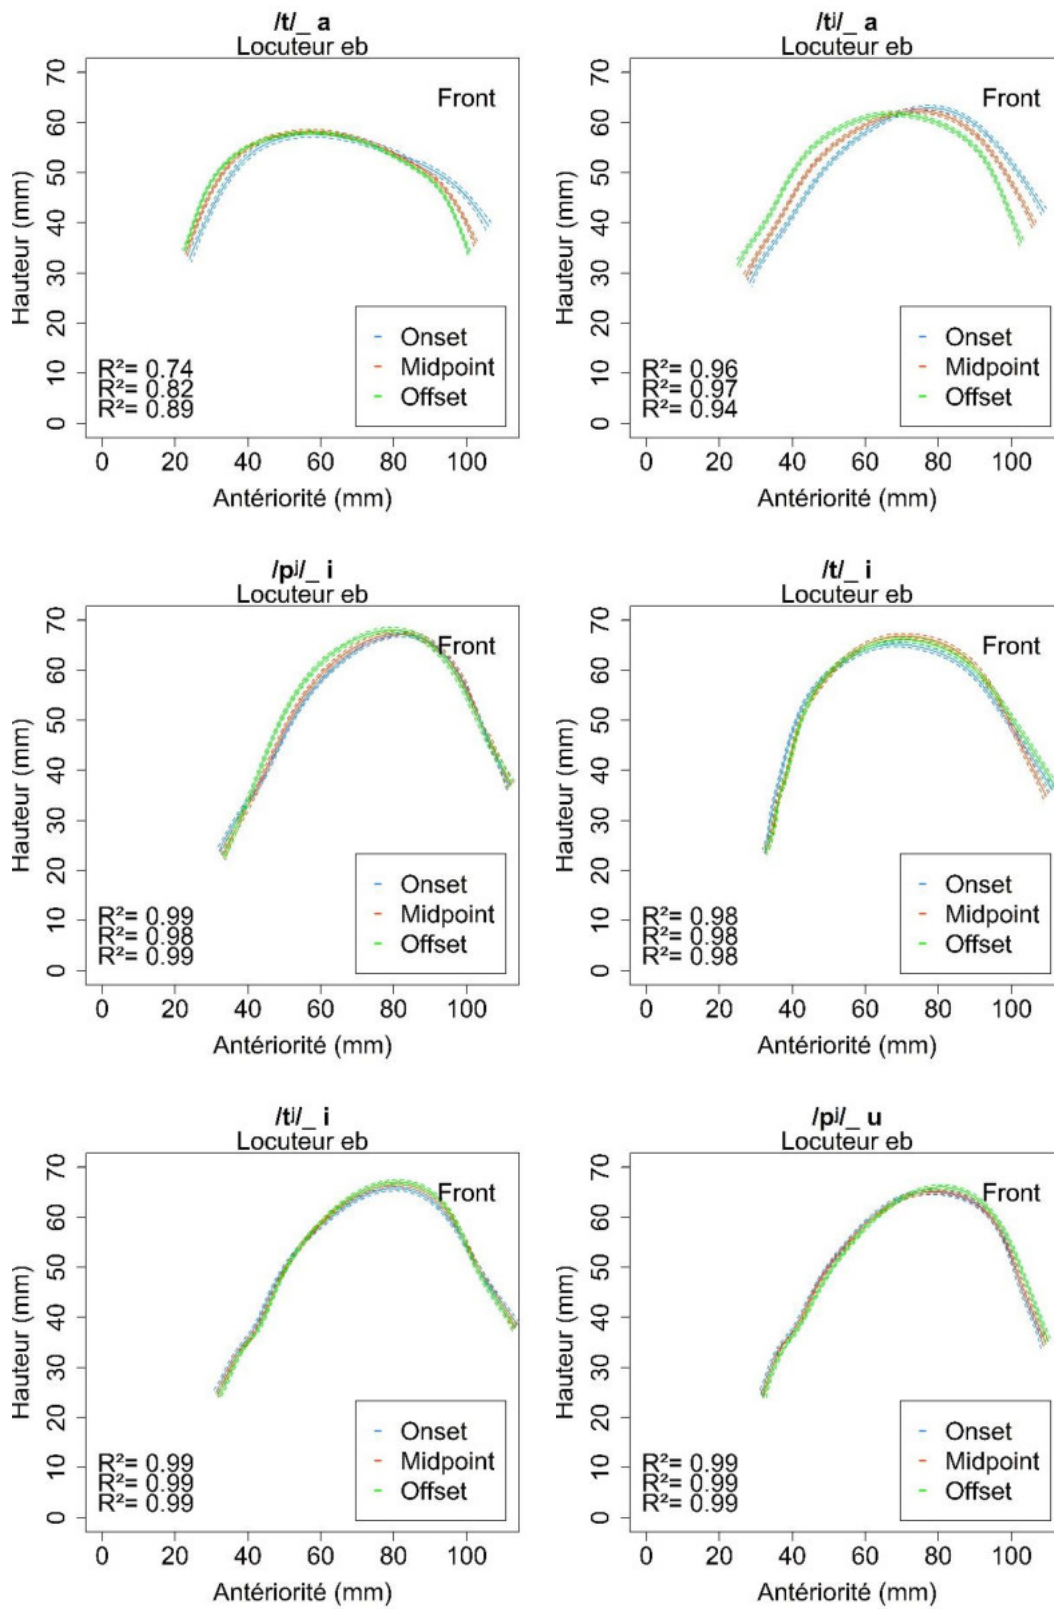 /t/_ a
Locuteur eb
Front
Hauteur (mm)
70
60
50
40
30
20
10
0
R²= 0.74
R²= 0.82
R²= 0.89
Onset
Midpoint
Offset
0 20 40 60 80 100
Antériorité (mm)
/tʲ/_ a
Locuteur eb
Front
Hauteur (mm)
70
60
50
40
30
20
10
0
R²= 0.96
R²= 0.97
R²= 0.94
Onset
Midpoint
Offset
0 20 40 60 80 100
Antériorité (mm)
/pʲ/_ i
Locuteur eb
Front
Hauteur (mm)
70
60
50
40
30
20
10
0
R²= 0.99
R²= 0.98
R²= 0.99
Onset
Midpoint
Offset
0 20 40 60 80 100
Antériorité (mm)
/t/_ i
Locuteur eb
Front
Hauteur (mm)
70
60
50
40
30
20
10
0
R²= 0.98
R²= 0.98
R²= 0.98
Onset
Midpoint
Offset
0 20 40 60 80 100
Antériorité (mm)
/tʲ/_ i
Locuteur eb
Front
Hauteur (mm)
70
60
50
40
30
20
10
0
R²= 0.99
R²= 0.99
R²= 0.99
Onset
Midpoint
Offset
0 20 40 60 80 100
Antériorité (mm)
/pʲ/_ u
Locuteur eb
Front
Hauteur (mm)
70
60
50
40
30
20
10
0
R²= 0.99
R²= 0.99
R²= 0.99
Onset
Midpoint
Offset
0 20 40 60 80 100
Antériorité (mm)